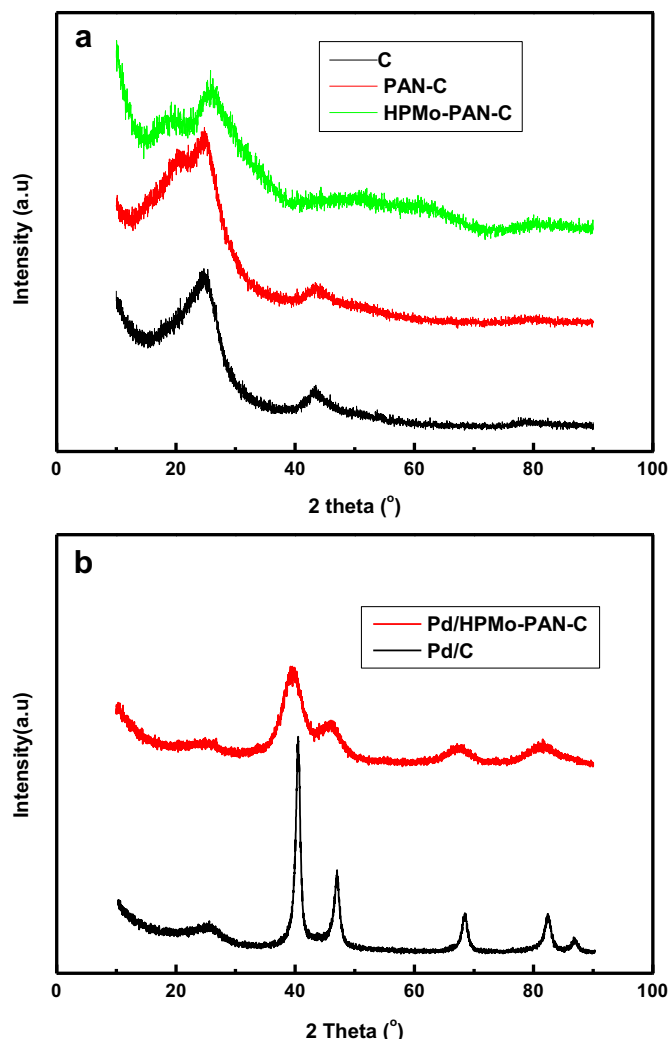 a
C
PAN-C
HPMo-PAN-C
Intensity (a.u)
0 20 40 60 80 100
2 theta (°)
b
Pd/HPMo-PAN-C
Pd/C
Intensity(a.u)
0 20 40 60 80 100
2 Theta (°)